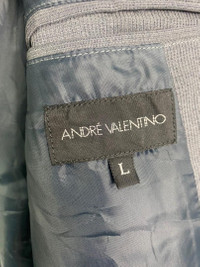 ANDRÉ VALENTINO
L